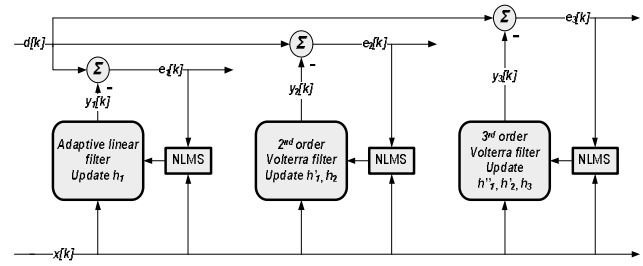 e3[k]
d[k]
Σ
-
e2[k]
Σ
-
e1[k]
Σ
-
y1[k]
y2[k]
y3[k]
Adaptive linear
filter
Update h1
NLMS
2nd order
Volterra filter
Update h'1, h2
NLMS
3rd order
Volterra filter
Update
h''1, h'2, h3
NLMS
x[k]